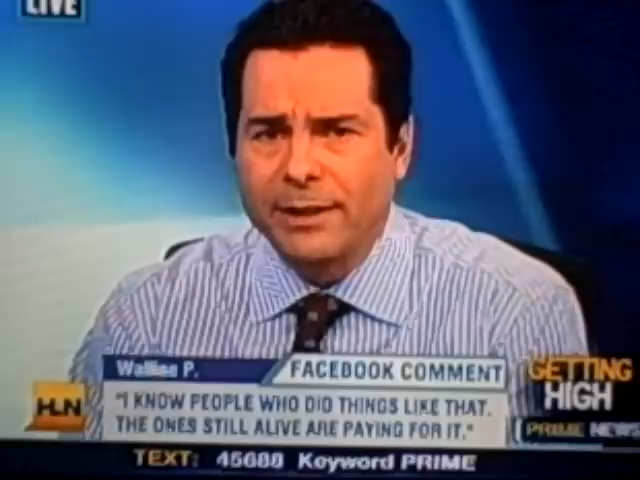 LIVE
P.
FACEBOOK COMMENT
GETTING
HIGH
HLN
"I KNOW PEOPLE WHO DID THINGS LIKE THAT.
THE ONES STILL ALIVE ARE PAYING FOR IT."
PRIME NEWS
TEXT: 45688 Keyword PRIME